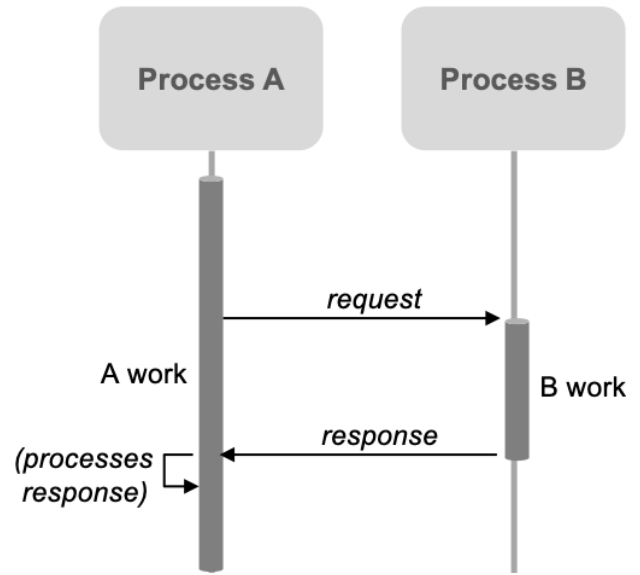 Process A
Process B
request
A work
B work
response
(processes
response)